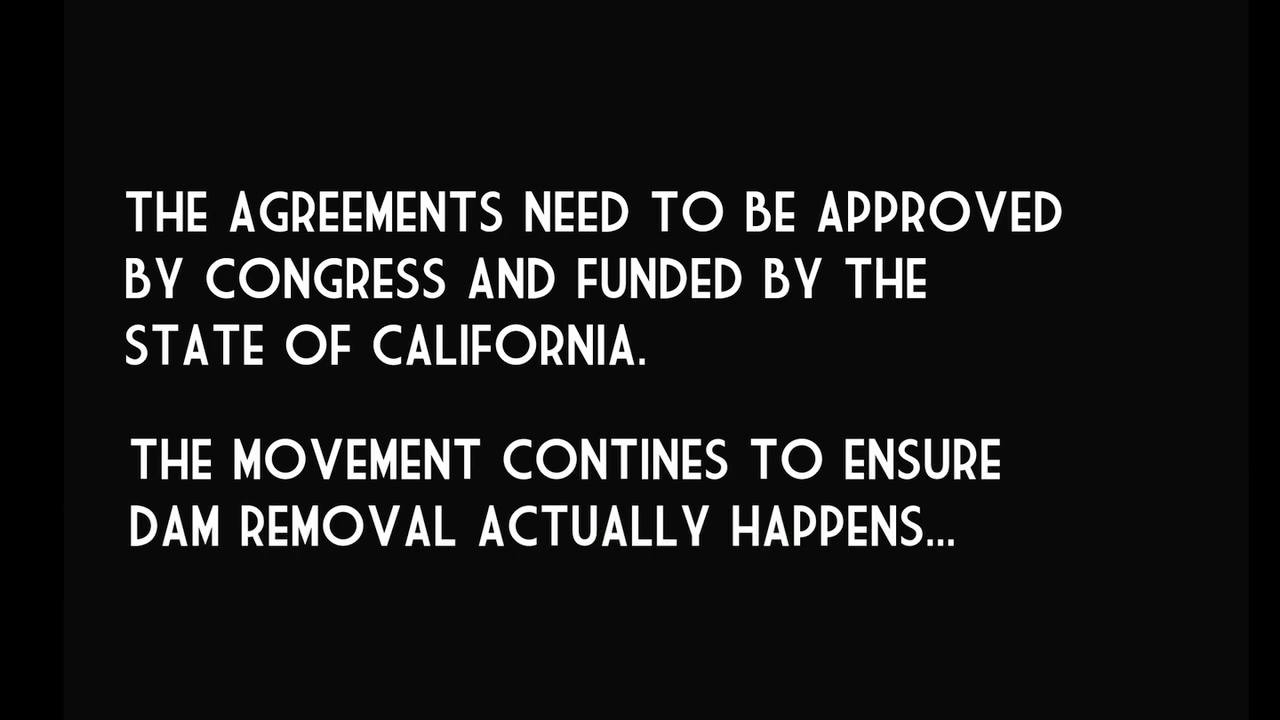 THE AGREEMENTS NEED TO BE APPROVED
BY CONGRESS AND FUNDED BY THE
STATE OF CALIFORNIA.
THE MOVEMENT CONTINES TO ENSURE
DAM REMOVAL ACTUALLY HAPPENS...